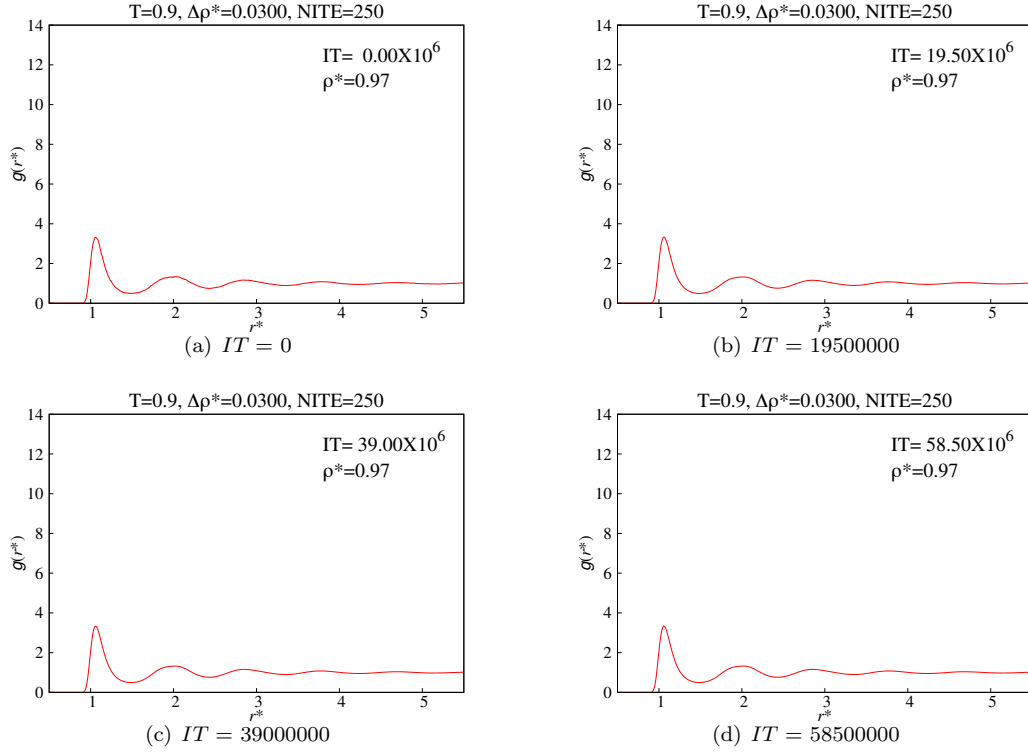 T=0.9, Δρ*=0.0300, NITE=250
14
12
10
8
6
4
2
0
g(r*)
IT= 0.00X10^6
ρ*=0.97
1 2 3 4 5
r*
(a) IT = 0
T=0.9, Δρ*=0.0300, NITE=250
14
12
10
8
6
4
2
0
g(r*)
IT= 19.50X10^6
ρ*=0.97
1 2 3 4 5
r*
(b) IT = 19500000
T=0.9, Δρ*=0.0300, NITE=250
14
12
10
8
6
4
2
0
g(r*)
IT= 39.00X10^6
ρ*=0.97
1 2 3 4 5
r*
(c) IT = 39000000
T=0.9, Δρ*=0.0300, NITE=250
14
12
10
8
6
4
2
0
g(r*)
IT= 58.50X10^6
ρ*=0.97
1 2 3 4 5
r*
(d) IT = 58500000